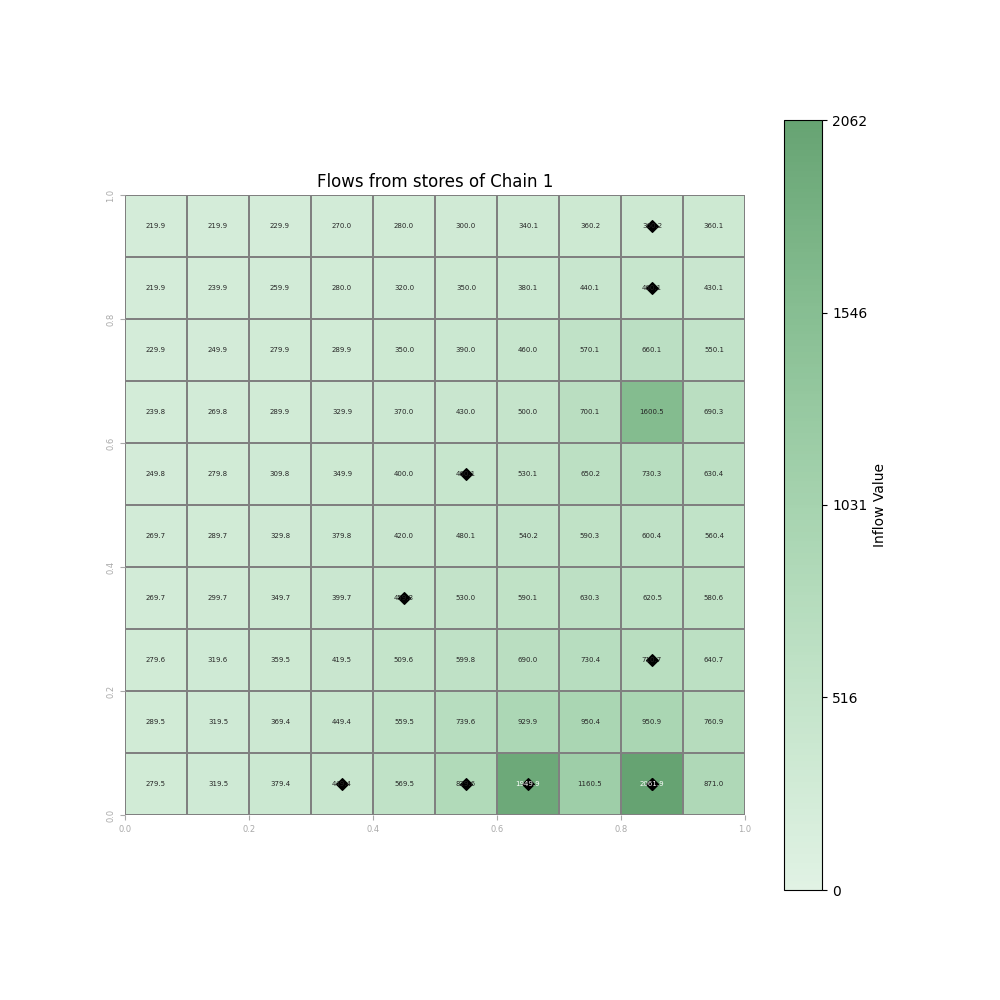 Flows from stores of Chain 1
219.9 219.9 229.9 270.0 280.0 300.0 340.1 360.2 360.1
219.9 239.9 259.9 280.0 320.0 350.0 380.1 440.1 430.1
229.9 249.9 279.9 289.9 350.0 390.0 460.0 570.1 660.1 550.1
239.8 269.8 289.9 329.9 370.0 430.0 500.0 700.1 1600.5 690.3
249.8 279.8 309.8 349.9 400.0 530.1 650.2 730.3 630.4
269.7 289.7 329.8 379.8 420.0 480.1 540.2 590.3 600.4 560.4
269.7 299.7 349.7 399.7 530.0 590.1 630.3 620.5 580.6
279.6 319.6 359.5 419.5 509.6 599.8 690.0 730.4 640.7
289.5 319.5 369.4 449.4 559.5 739.6 929.9 950.4 950.9 760.9
279.5 319.5 379.4 569.5 1949.9 1160.5 2061.9 871.0
1.0
0.8
0.6
0.4
0.2
0.0
0.0 0.2 0.4 0.6 0.8 1.0
2062
1546
1031
516
0
Inflow Value